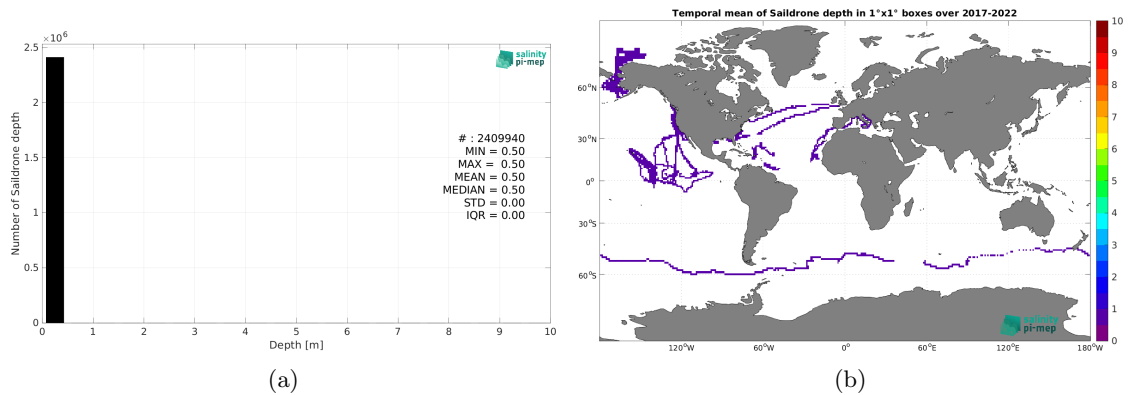 2.5
×10⁶
2
1.5
1
0.5
0
Number of Saildrone depth
salinity
pi-mep
# : 2409940
MIN = 0.50
MAX = 0.50
MEAN = 0.50
MEDIAN = 0.50
STD = 0.00
IQR = 0.00
0 1 2 3 4 5 6 7 8 9 10
Depth [m]
(a)
Temporal mean of Saildrone depth in 1°x1° boxes over 2017-2022
60°N
30°N
0°
30°S
60°S
120°W 60°W 0° 60°E 120°E 180°W
salinity
pi-mep
10
9
8
7
6
5
4
3
2
1
0
(b)